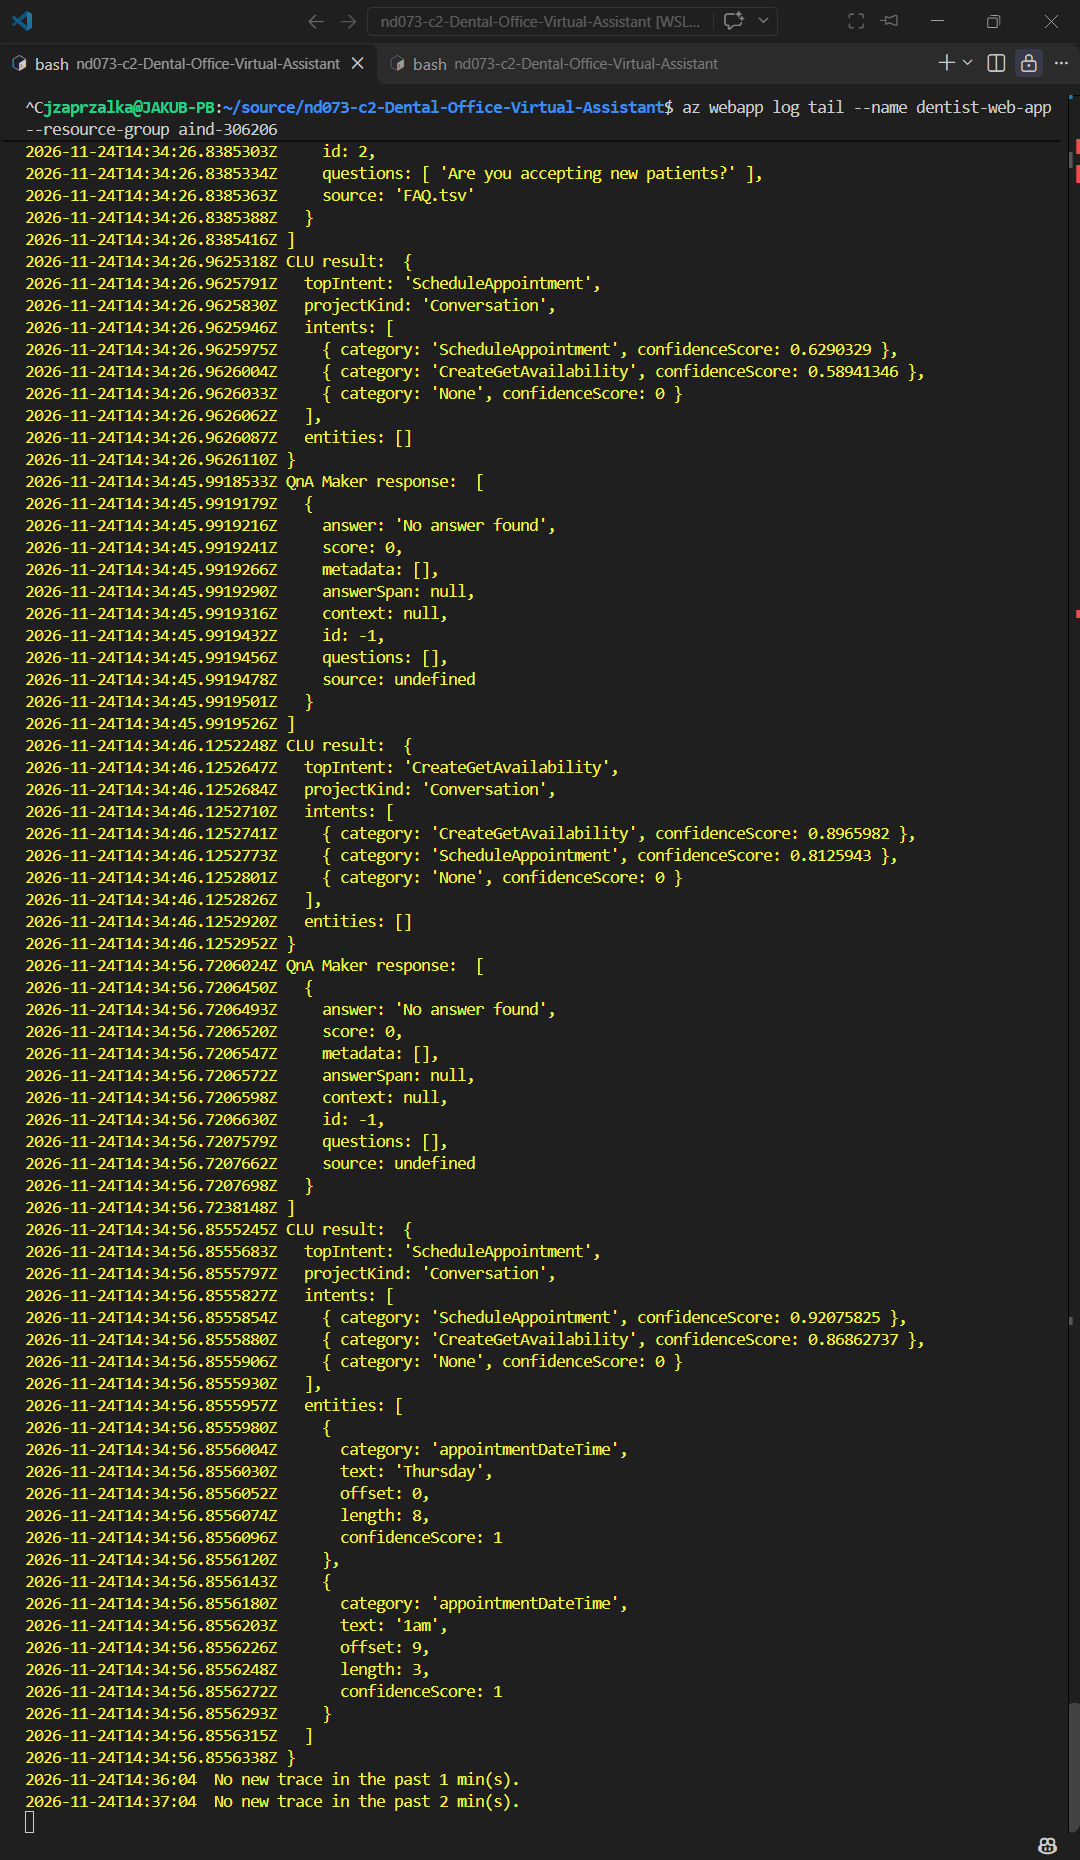 nd073-c2-Dental-Office-Virtual-Assistant [WSL...
bash nd073-c2-Dental-Office-Virtual-Assistant
bash nd073-c2-Dental-Office-Virtual-Assistant
^Cjzaprzalka@JAKUB-PB:~/source/nd073-c2-Dental-Office-Virtual-Assistant$ az webapp log tail --name dentist-web-app
--resource-group aind-306206
2026-11-24T14:34:26.8385303Z     id: 2,
2026-11-24T14:34:26.8385334Z     questions: [ 'Are you accepting new patients?' ],
2026-11-24T14:34:26.8385363Z     source: 'FAQ.tsv'
2026-11-24T14:34:26.8385388Z   }
2026-11-24T14:34:26.8385416Z ]
2026-11-24T14:34:26.9625318Z CLU result:  {
2026-11-24T14:34:26.9625791Z   topIntent: 'ScheduleAppointment',
2026-11-24T14:34:26.9625830Z   projectKind: 'Conversation',
2026-11-24T14:34:26.9625946Z   intents: [
2026-11-24T14:34:26.9625975Z     { category: 'ScheduleAppointment', confidenceScore: 0.6290329 },
2026-11-24T14:34:26.9626004Z     { category: 'CreateGetAvailability', confidenceScore: 0.58941346 },
2026-11-24T14:34:26.9626033Z     { category: 'None', confidenceScore: 0 }
2026-11-24T14:34:26.9626062Z   ],
2026-11-24T14:34:26.9626087Z   entities: []
2026-11-24T14:34:26.9626110Z }
2026-11-24T14:34:45.9918533Z QnA Maker response:  [
2026-11-24T14:34:45.9919179Z   {
2026-11-24T14:34:45.9919216Z     answer: 'No answer found',
2026-11-24T14:34:45.9919241Z     score: 0,
2026-11-24T14:34:45.9919266Z     metadata: [],
2026-11-24T14:34:45.9919290Z     answerSpan: null,
2026-11-24T14:34:45.9919316Z     context: null,
2026-11-24T14:34:45.9919432Z     id: -1,
2026-11-24T14:34:45.9919456Z     questions: [],
2026-11-24T14:34:45.9919478Z     source: undefined
2026-11-24T14:34:45.9919501Z   }
2026-11-24T14:34:45.9919526Z ]
2026-11-24T14:34:46.1252248Z CLU result:  {
2026-11-24T14:34:46.1252647Z   topIntent: 'CreateGetAvailability',
2026-11-24T14:34:46.1252684Z   projectKind: 'Conversation',
2026-11-24T14:34:46.1252710Z   intents: [
2026-11-24T14:34:46.1252741Z     { category: 'CreateGetAvailability', confidenceScore: 0.8965982 },
2026-11-24T14:34:46.1252773Z     { category: 'ScheduleAppointment', confidenceScore: 0.8125943 },
2026-11-24T14:34:46.1252801Z     { category: 'None', confidenceScore: 0 }
2026-11-24T14:34:46.1252826Z   ],
2026-11-24T14:34:46.1252920Z   entities: []
2026-11-24T14:34:46.1252952Z }
2026-11-24T14:34:56.7206024Z QnA Maker response:  [
2026-11-24T14:34:56.7206450Z   {
2026-11-24T14:34:56.7206493Z     answer: 'No answer found',
2026-11-24T14:34:56.7206520Z     score: 0,
2026-11-24T14:34:56.7206547Z     metadata: [],
2026-11-24T14:34:56.7206572Z     answerSpan: null,
2026-11-24T14:34:56.7206598Z     context: null,
2026-11-24T14:34:56.7206630Z     id: -1,
2026-11-24T14:34:56.7207579Z     questions: [],
2026-11-24T14:34:56.7207662Z     source: undefined
2026-11-24T14:34:56.7207698Z   }
2026-11-24T14:34:56.7238148Z ]
2026-11-24T14:34:56.8555245Z CLU result:  {
2026-11-24T14:34:56.8555683Z   topIntent: 'ScheduleAppointment',
2026-11-24T14:34:56.8555797Z   projectKind: 'Conversation',
2026-11-24T14:34:56.8555827Z   intents: [
2026-11-24T14:34:56.8555854Z     { category: 'ScheduleAppointment', confidenceScore: 0.92075825 },
2026-11-24T14:34:56.8555880Z     { category: 'CreateGetAvailability', confidenceScore: 0.86862737 },
2026-11-24T14:34:56.8555906Z     { category: 'None', confidenceScore: 0 }
2026-11-24T14:34:56.8555930Z   ],
2026-11-24T14:34:56.8555957Z   entities: [
2026-11-24T14:34:56.8555980Z     {
2026-11-24T14:34:56.8556004Z       category: 'appointmentDateTime',
2026-11-24T14:34:56.8556030Z       text: 'Thursday',
2026-11-24T14:34:56.8556052Z       offset: 0,
2026-11-24T14:34:56.8556074Z       length: 8,
2026-11-24T14:34:56.8556096Z       confidenceScore: 1
2026-11-24T14:34:56.8556120Z     },
2026-11-24T14:34:56.8556143Z     {
2026-11-24T14:34:56.8556180Z       category: 'appointmentDateTime',
2026-11-24T14:34:56.8556203Z       text: '1am',
2026-11-24T14:34:56.8556226Z       offset: 9,
2026-11-24T14:34:56.8556248Z       length: 3,
2026-11-24T14:34:56.8556272Z       confidenceScore: 1
2026-11-24T14:34:56.8556293Z     }
2026-11-24T14:34:56.8556315Z   ]
2026-11-24T14:34:56.8556338Z }
2026-11-24T14:36:04  No new trace in the past 1 min(s).
2026-11-24T14:37:04  No new trace in the past 2 min(s).